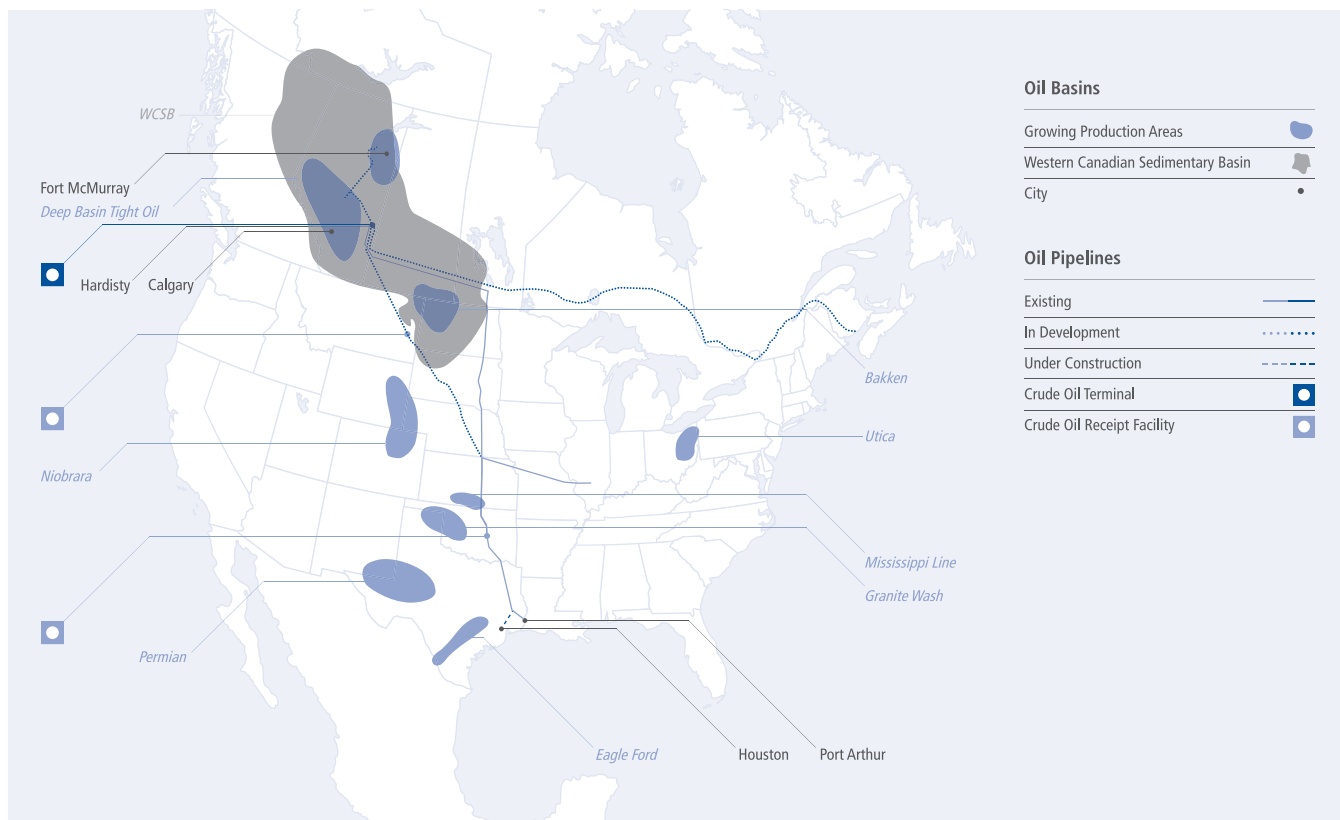 WCSB
Fort McMurray
Deep Basin Tight Oil
Hardisty
Calgary
Niobrara
Permian
Bakken
Utica
Mississippi Line
Granite Wash
Eagle Ford
Houston
Port Arthur
Oil Basins
Growing Production Areas
Western Canadian Sedimentary Basin
City
Oil Pipelines
Existing
In Development
Under Construction
Crude Oil Terminal
Crude Oil Receipt Facility